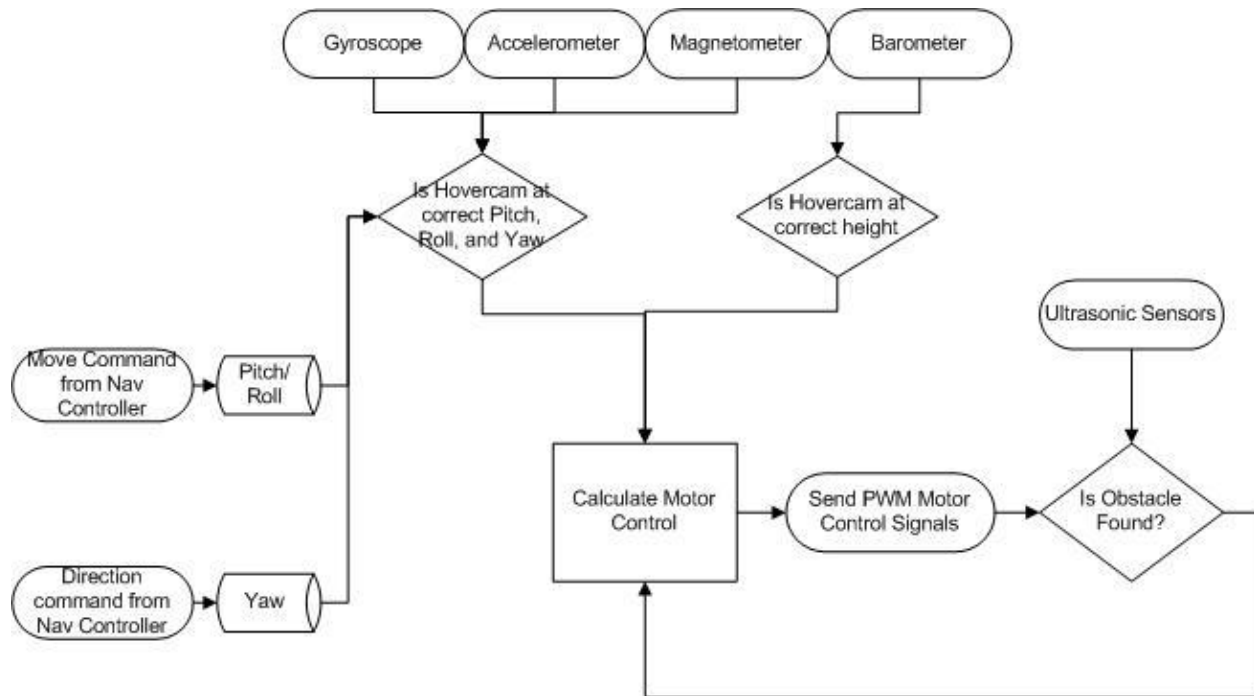 Gyroscope
Accelerometer
Magnetometer
Barometer
Is Hovercam at
correct Pitch,
Roll, and Yaw
Is Hovercam at
correct height
Ultrasonic Sensors
Move Command
from Nav
Controller
Pitch/
Roll
Calculate Motor
Control
Send PWM Motor
Control Signals
Is Obstacle
Found?
Direction
command from
Nav Controller
Yaw